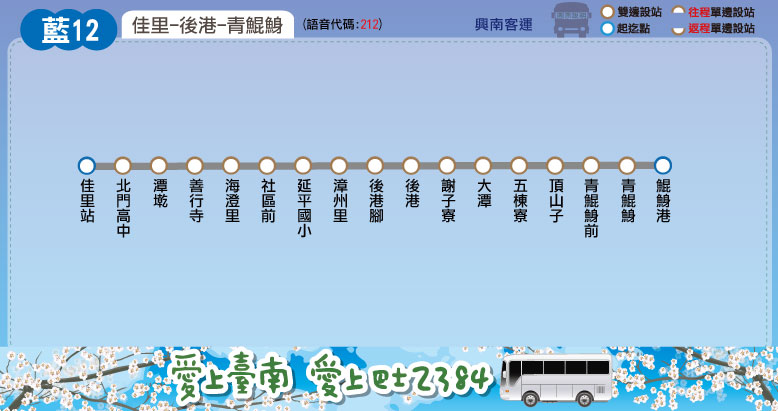 藍12
佳里-後港-青鯤鯓
(語音代碼:212)
興南客運
雙邊設站
往程單邊設站
起迄點
返程單邊設站
佳里站
北門高中
潭墘
善行寺
海澄里
社區前
延平國小
漳州里
後港腳
後港
謝子寮
大潭
五棟寮
頂山子
青鯤鯓前
青鯤鯓
鯤鯓港
愛上臺南 愛上巴士2384